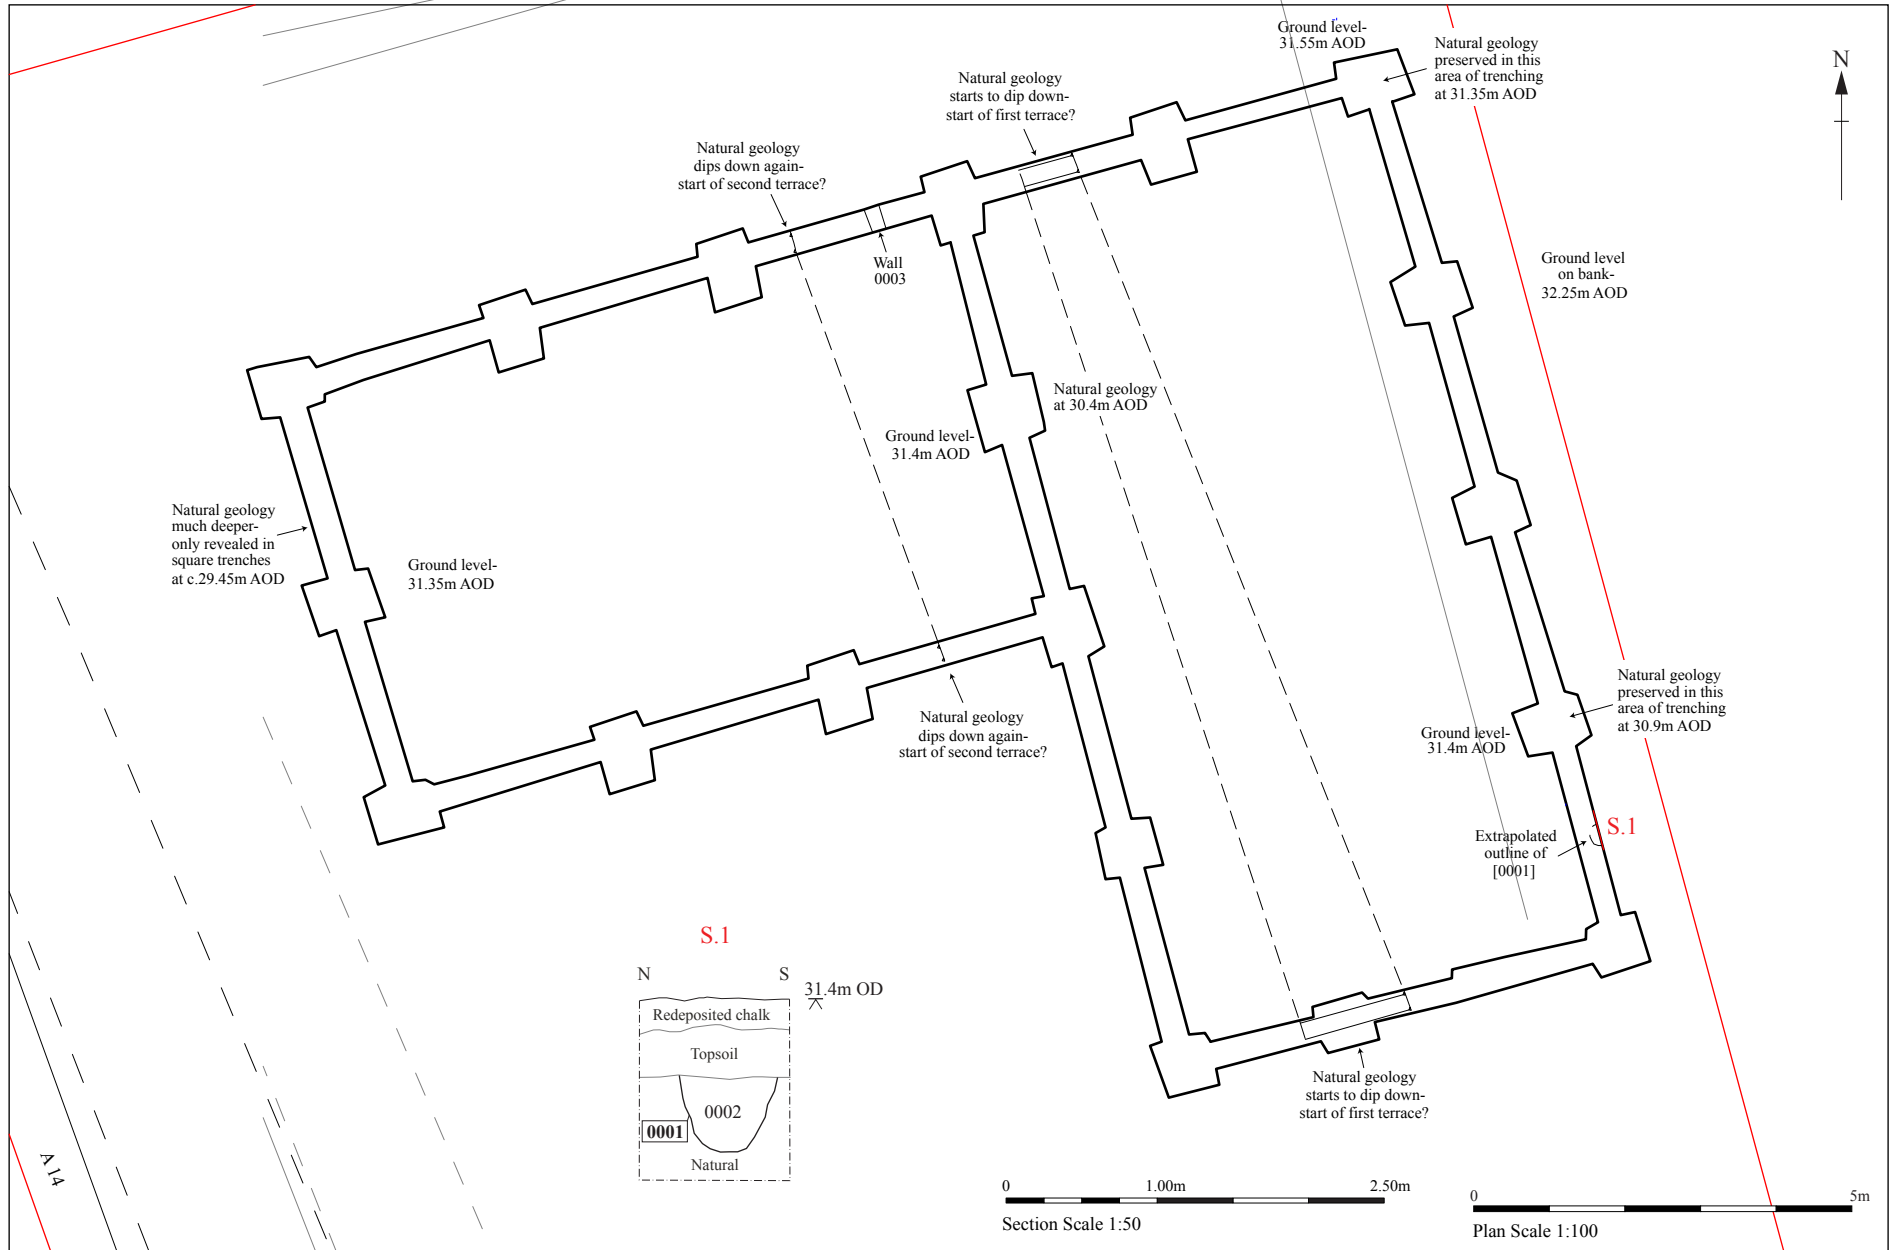 Ground level-
31.55m AOD
Natural geology
preserved in this
area of trenching
at 31.35m AOD
N
Natural geology
starts to dip down-
start of first terrace?
Natural geology
dips down again-
start of second terrace?
Wall
0003
Ground level
on bank-
32.25m AOD
Natural geology
at 30.4m AOD
Ground level-
31.4m AOD
Natural geology
much deeper-
only revealed in
square trenches
at c.29.45m AOD
Ground level-
31.35m AOD
Natural geology
preserved in this
area of trenching
at 30.9m AOD
Natural geology
dips down again-
start of second terrace?
Ground level-
31.4m AOD
S.1
Extrapolated
outline of
[0001]
S.1
N S
31.4m OD
Redeposited chalk
Topsoil
0002
0001
Natural
Natural geology
starts to dip down-
start of first terrace?
A 14
0 1.00m 2.50m
Section Scale 1:50
0 5m
Plan Scale 1:100